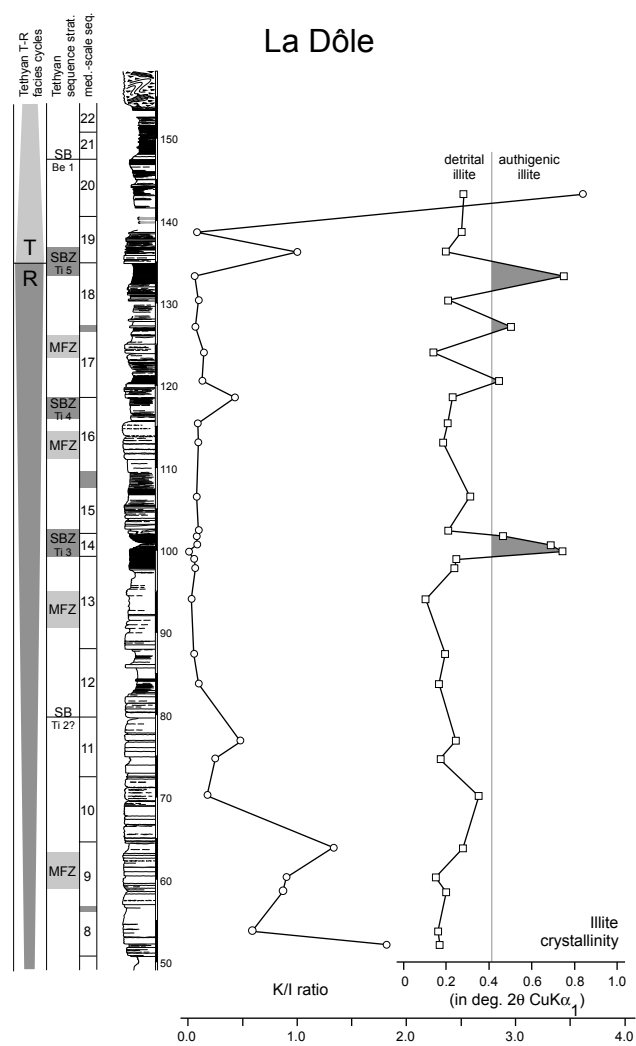 La Dôle
Tethyan T-R
facies cycles
Tethyan
sequence strat.
med.-scale seq.
22
21
20
19
18
17
16
15
14
13
12
11
10
9
8
SB
Be 1
T
R
SBZ
Ti 5
MFZ
SBZ
Ti 4
MFZ
SBZ
Ti 3
MFZ
SB
Ti 2?
MFZ
150
140
130
120
110
100
90
80
70
60
50
detrital
illite
authigenic
illite
Illite
crystallinity
0 0.2 0.4 0.6 0.8 1.0
(in deg. 2θ CuKα1)
K/I ratio
0.0 1.0 2.0 3.0 4.0